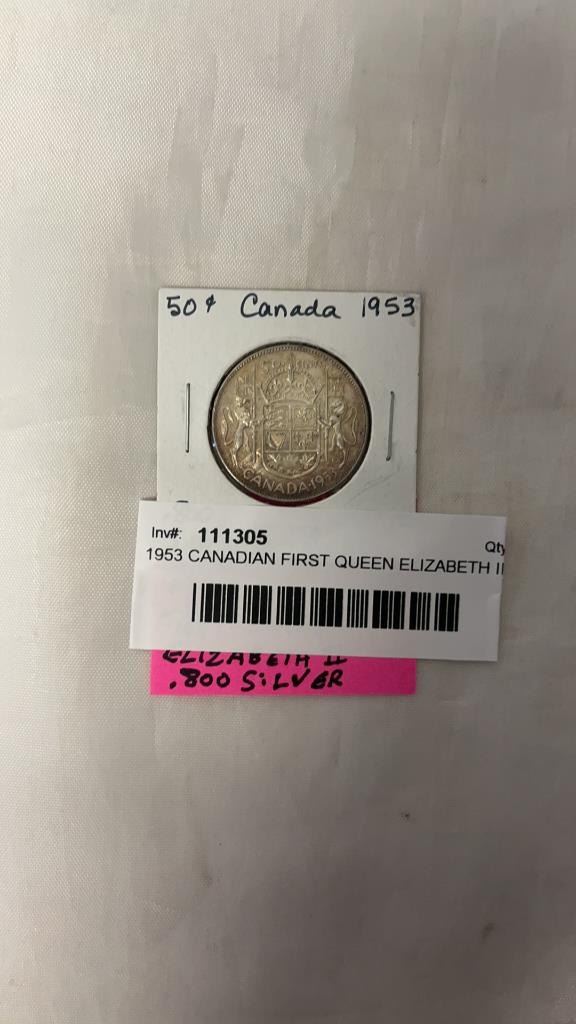 50¢ Canada 1953
CANADA·1953
Inv#: 111305 Qty
1953 CANADIAN FIRST QUEEN ELIZABETH II
ELIZABETH II
.800 SILVER